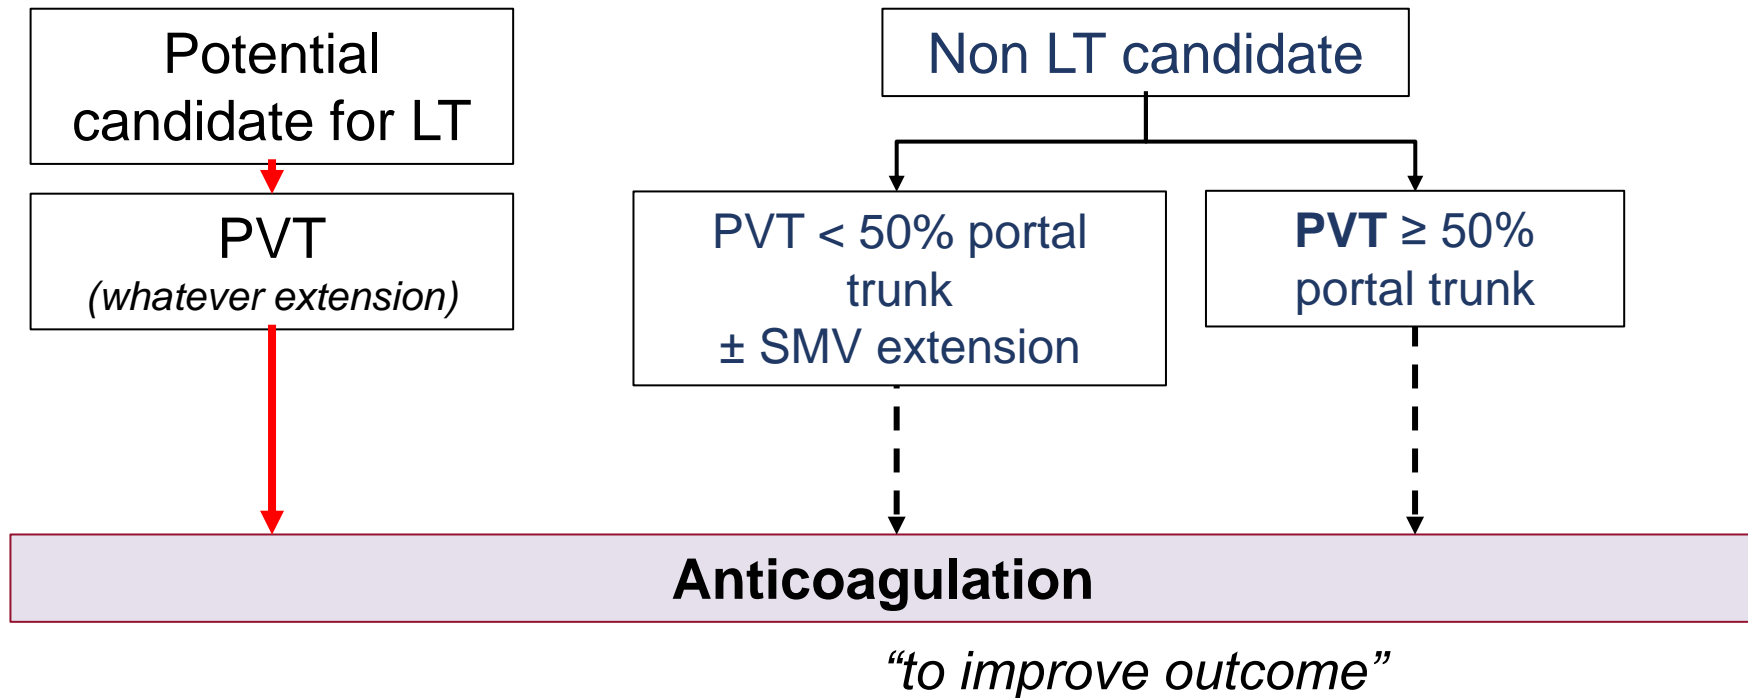 Potential
candidate for LT
PVT
(whatever extension)
Non LT candidate
PVT < 50% portal
trunk
± SMV extension
PVT ≥ 50%
portal trunk
Anticoagulation
“to improve outcome”